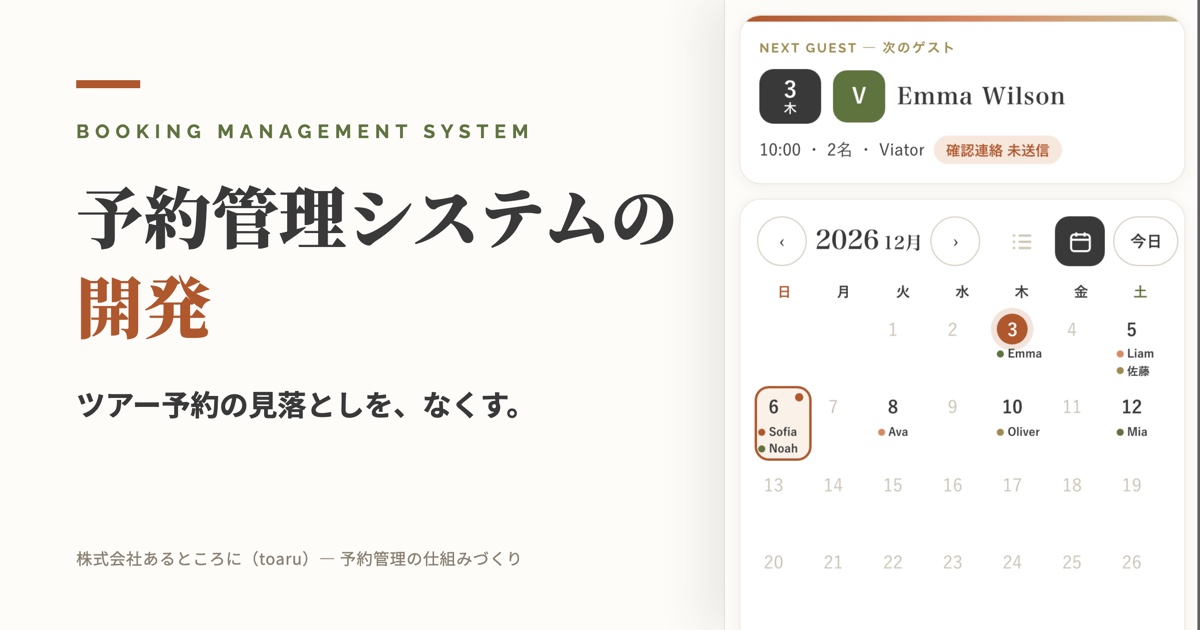 BOOKING MANAGEMENT SYSTEM
予約管理システムの
開発
ツアー予約の見落としを、なくす。
株式会社あるところに（toaru）— 予約管理の仕組みづくり
NEXT GUEST — 次のゲスト
3
木
V
Emma Wilson
10:00 ・ 2名 ・ Viator 確認連絡 未送信
‹ 2026 12月 › 今日
日 月 火 水 木 金 土
1 2 3 4 5
Emma Liam
佐藤
6 7 8 9 10 11 12
Sofia Ava Oliver Mia
Noah
13 14 15 16 17 18 19
20 21 22 23 24 25 26